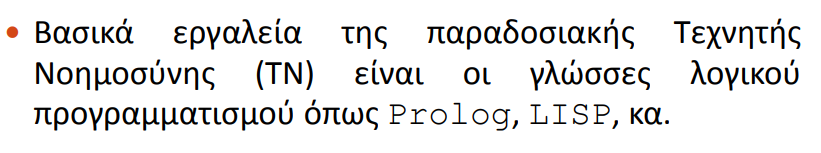 • Βασικά εργαλεία της παραδοσιακής Τεχνητής
Νοημοσύνης (ΤΝ) είναι οι γλώσσες λογικού
προγραμματισμού όπως Prolog, LISP, κα.